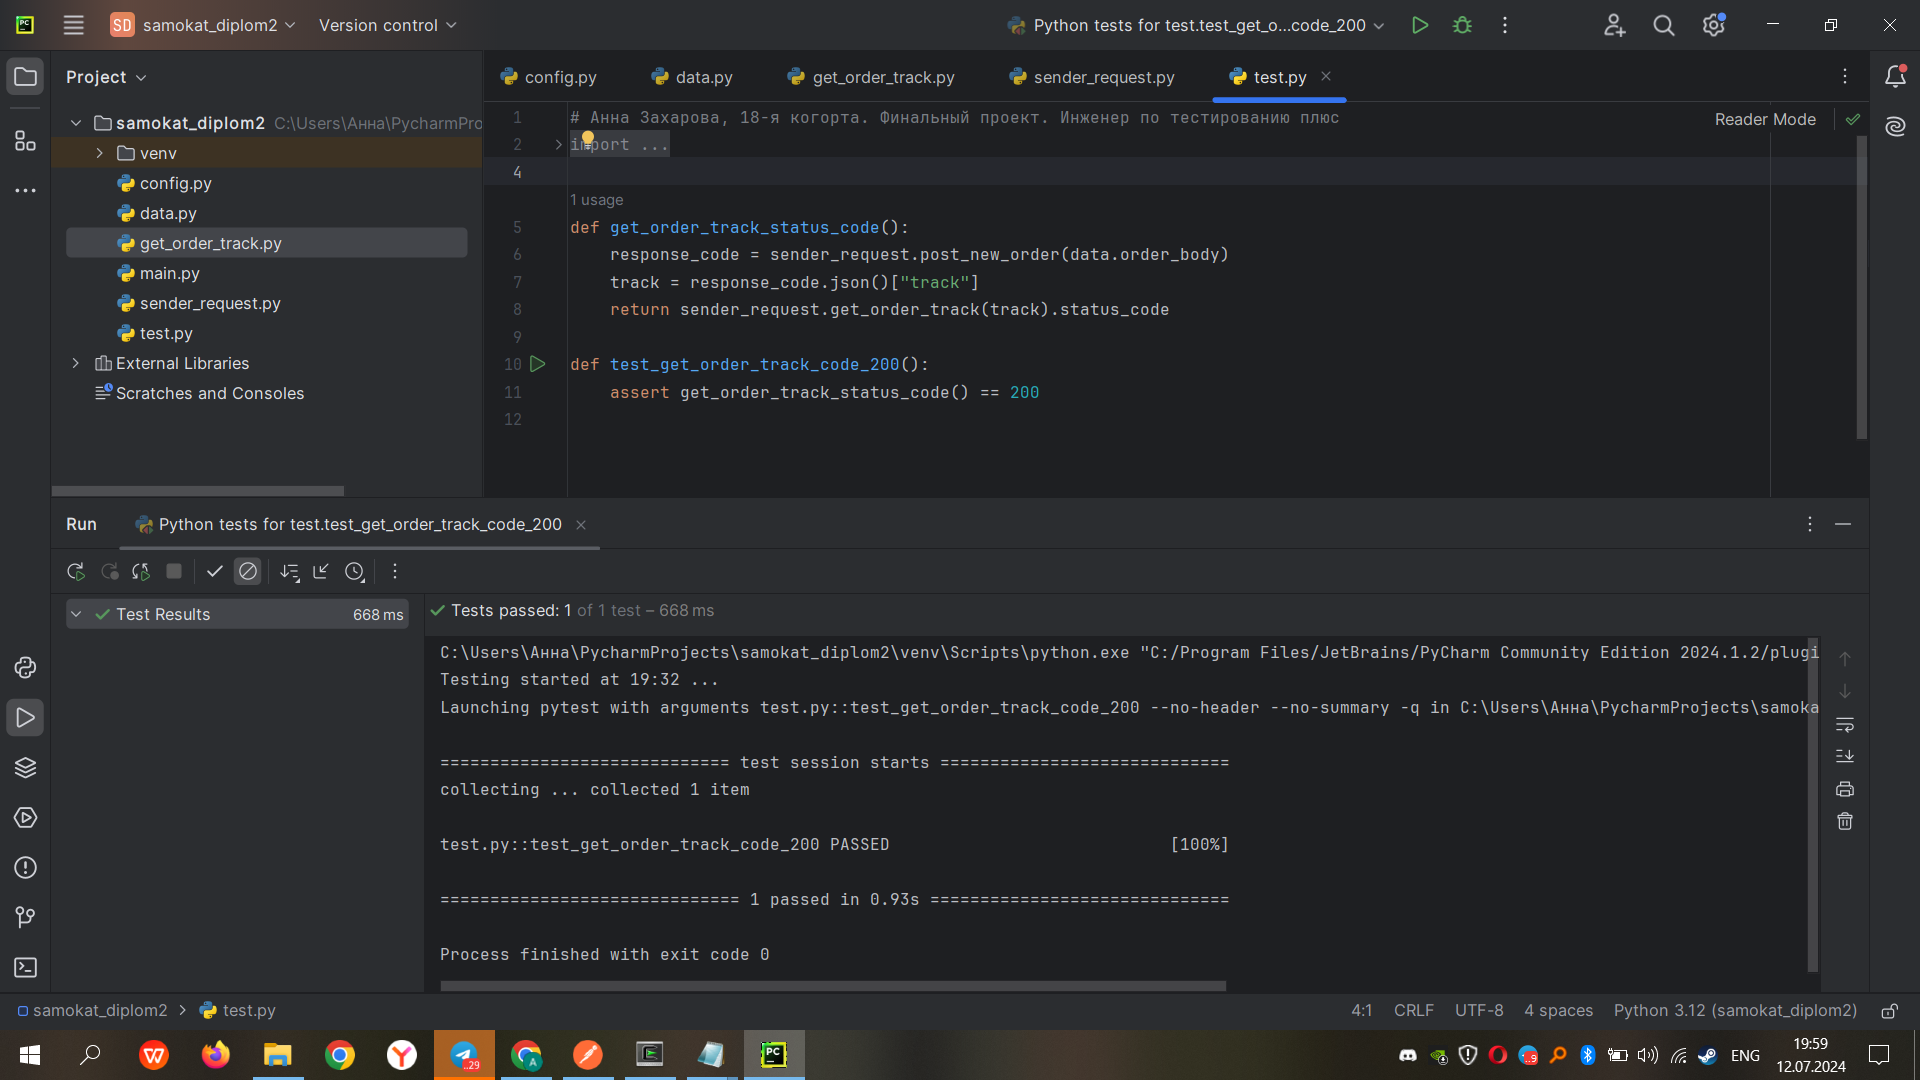 PC SD samokat_diplom2 Version control Python tests for test.test_get_o...code_200
Project
config.py data.py get_order_track.py sender_request.py test.py
samokat_diplom2 C:\Users\Анна\PycharmPro
venv
config.py
data.py
get_order_track.py
main.py
sender_request.py
test.py
External Libraries
Scratches and Consoles
Reader Mode
1 # Анна Захарова, 18-я когорта. Финальный проект. Инженер по тестированию плюс
2 import ...
4
1 usage
5 def get_order_track_status_code():
6 response_code = sender_request.post_new_order(data.order_body)
7 track = response_code.json()["track"]
8 return sender_request.get_order_track(track).status_code
9
10 def test_get_order_track_code_200():
11 assert get_order_track_status_code() == 200
12
Run Python tests for test.test_get_order_track_code_200
Test Results 668 ms
Tests passed: 1 of 1 test – 668 ms
C:\Users\Анна\PycharmProjects\samokat_diplom2\venv\Scripts\python.exe "C:/Program Files/JetBrains/PyCharm Community Edition 2024.1.2/plugi
Testing started at 19:32 ...
Launching pytest with arguments test.py::test_get_order_track_code_200 --no-header --no-summary -q in C:\Users\Анна\PycharmProjects\samoka
============================= test session starts =============================
collecting ... collected 1 item
test.py::test_get_order_track_code_200 PASSED [100%]
============================== 1 passed in 0.93s ==============================
Process finished with exit code 0
samokat_diplom2 test.py 4:1 CRLF UTF-8 4 spaces Python 3.12 (samokat_diplom2)
..29 A PC ..9 ENG 19:59
12.07.2024